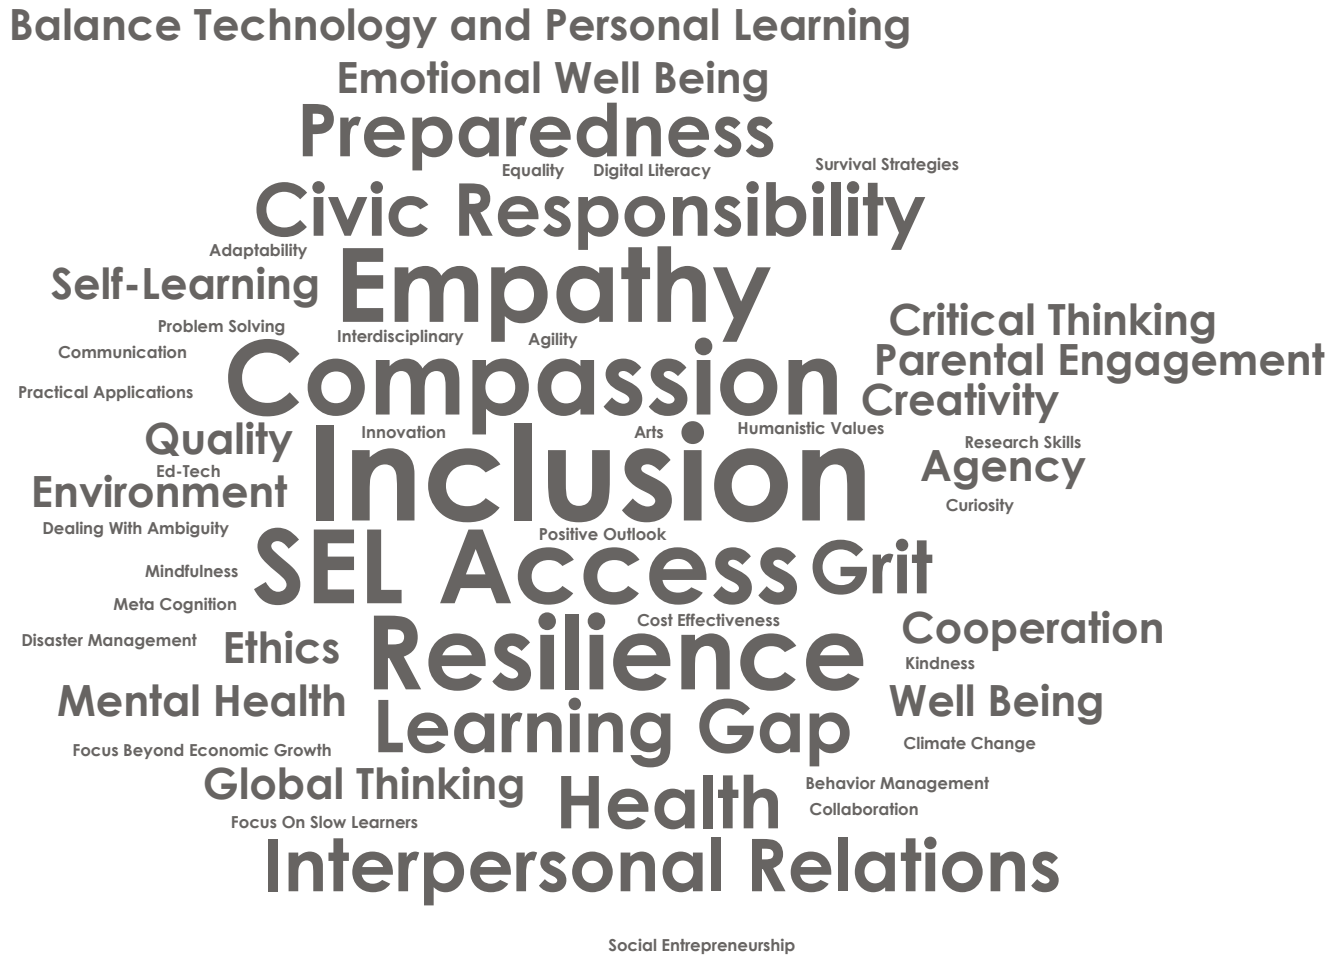 Balance Technology and Personal Learning
Emotional Well Being
Preparedness
Equality
Digital Literacy
Survival Strategies
Civic Responsibility
Adaptability
Self-Learning
Empathy
Problem Solving
Interdisciplinary
Agility
Critical Thinking
Communication
Parental Engagement
Practical Applications
Compassion
Creativity
Quality
Innovation
Arts
Humanistic Values
Research Skills
Ed-Tech
Environment
Inclusion
Agency
Curiosity
Dealing With Ambiguity
Positive Outlook
Mindfulness
SEL Access
Grit
Meta Cognition
Cost Effectiveness
Disaster Management
Ethics
Resilience
Cooperation
Kindness
Mental Health
Well Being
Learning Gap
Focus Beyond Economic Growth
Climate Change
Global Thinking
Health
Behavior Management
Collaboration
Focus On Slow Learners
Interpersonal Relations
Social Entrepreneurship